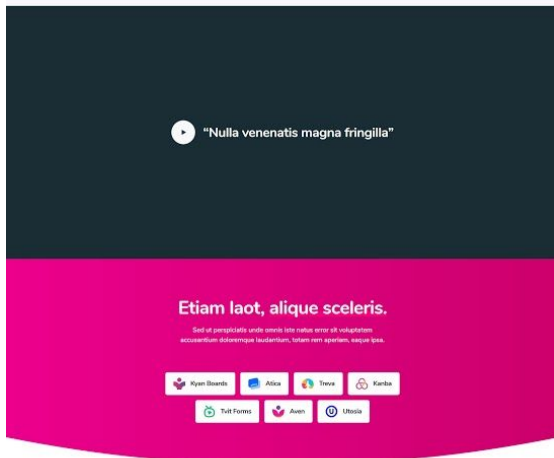 “Nulla venenatis magna fringilla”
Etiam laot, alique sceleris.
Sed ut perspiciatis unde omnis iste natus error sit voluptatem
accusantium doloremque laudantium, totam rem aperiam, eaque ipsa.
Kyan Boards Atica Treva Kanba
Tvit Forms Aven Utosia